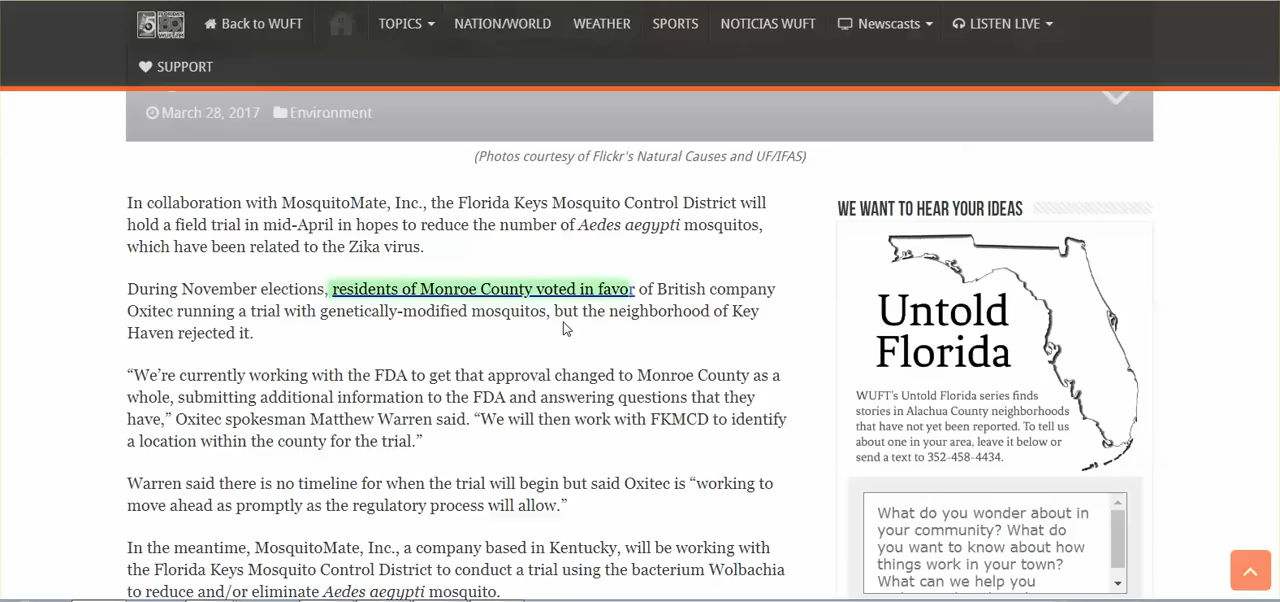 Back to WUFT
TOPICS
NATION/WORLD
WEATHER
SPORTS
NOTICIAS WUFT
Newscasts
LISTEN LIVE
SUPPORT
March 28, 2017
Environment
(Photos courtesy of Flickr's Natural Causes and UF/IFAS)
In collaboration with MosquitoMate, Inc., the Florida Keys Mosquito Control District will
hold a field trial in mid-April in hopes to reduce the number of Aedes aegypti mosquitos,
which have been related to the Zika virus.
During November elections, residents of Monroe County voted in favor of British company
Oxitec running a trial with genetically-modified mosquitos, but the neighborhood of Key
Haven rejected it.
“We’re currently working with the FDA to get that approval changed to Monroe County as a
whole, submitting additional information to the FDA and answering questions that they
have,” Oxitec spokesman Matthew Warren said. “We will then work with FKMCD to identify
a location within the county for the trial.”
Warren said there is no timeline for when the trial will begin but said Oxitec is “working to
move ahead as promptly as the regulatory process will allow.”
In the meantime, MosquitoMate, Inc., a company based in Kentucky, will be working with
the Florida Keys Mosquito Control District to conduct a trial using the bacterium Wolbachia
to reduce and/or eliminate Aedes aegypti mosquito.
WE WANT TO HEAR YOUR IDEAS
Untold
Florida
WUFT's Untold Florida series finds
stories in Alachua County neighborhoods
that have not yet been reported. To tell us
about one in your area, leave it below or
send a text to 352-458-4434.
What do you wonder about in
your community? What do
you want to know about how
things work in your town?
What can we help you